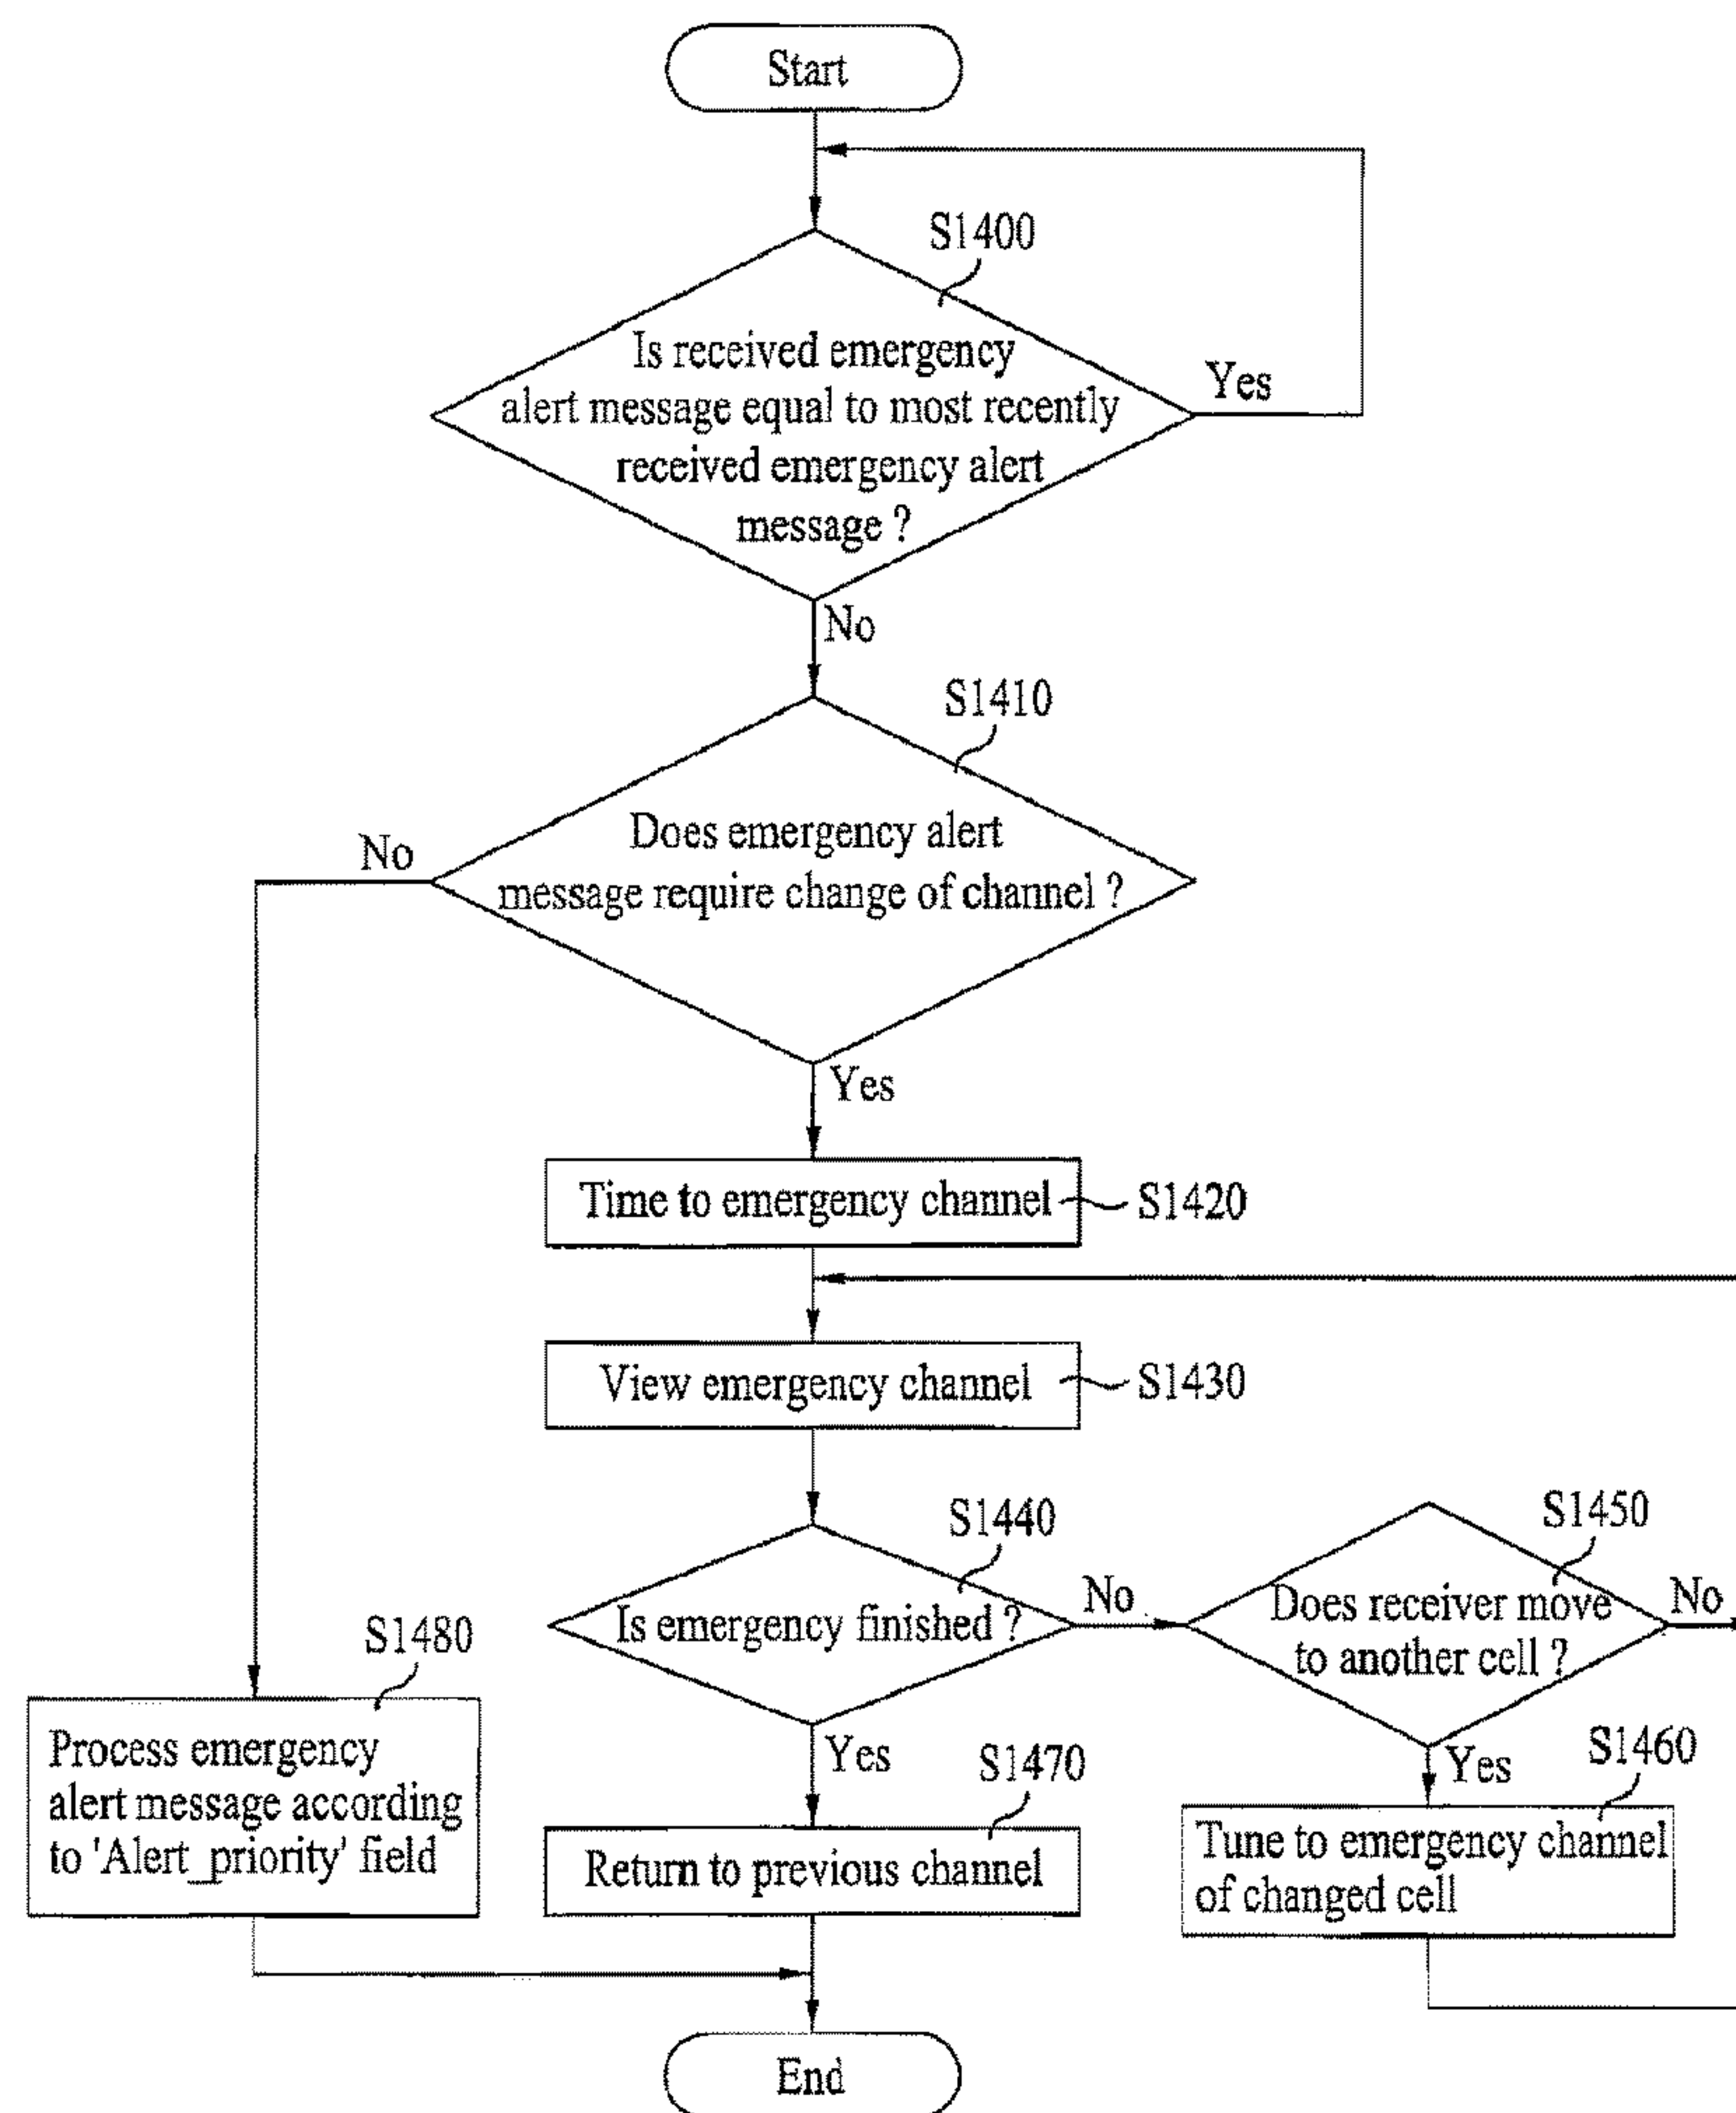 Start
S1400
Is received emergency
alert message equal to most recently
received emergency alert
message ?
Yes
No
S1410
Does emergency alert
message require change of channel ?
No
Yes
Time to emergency channel
S1420
View emergency channel
S1430
S1440
Is emergency finished ?
No
S1450
Does receiver move
to another cell ?
No
S1480
Process emergency
alert message according
to 'Alert_priority' field
Yes
S1470
Return to previous channel
Yes
S1460
Tune to emergency channel
of changed cell
End